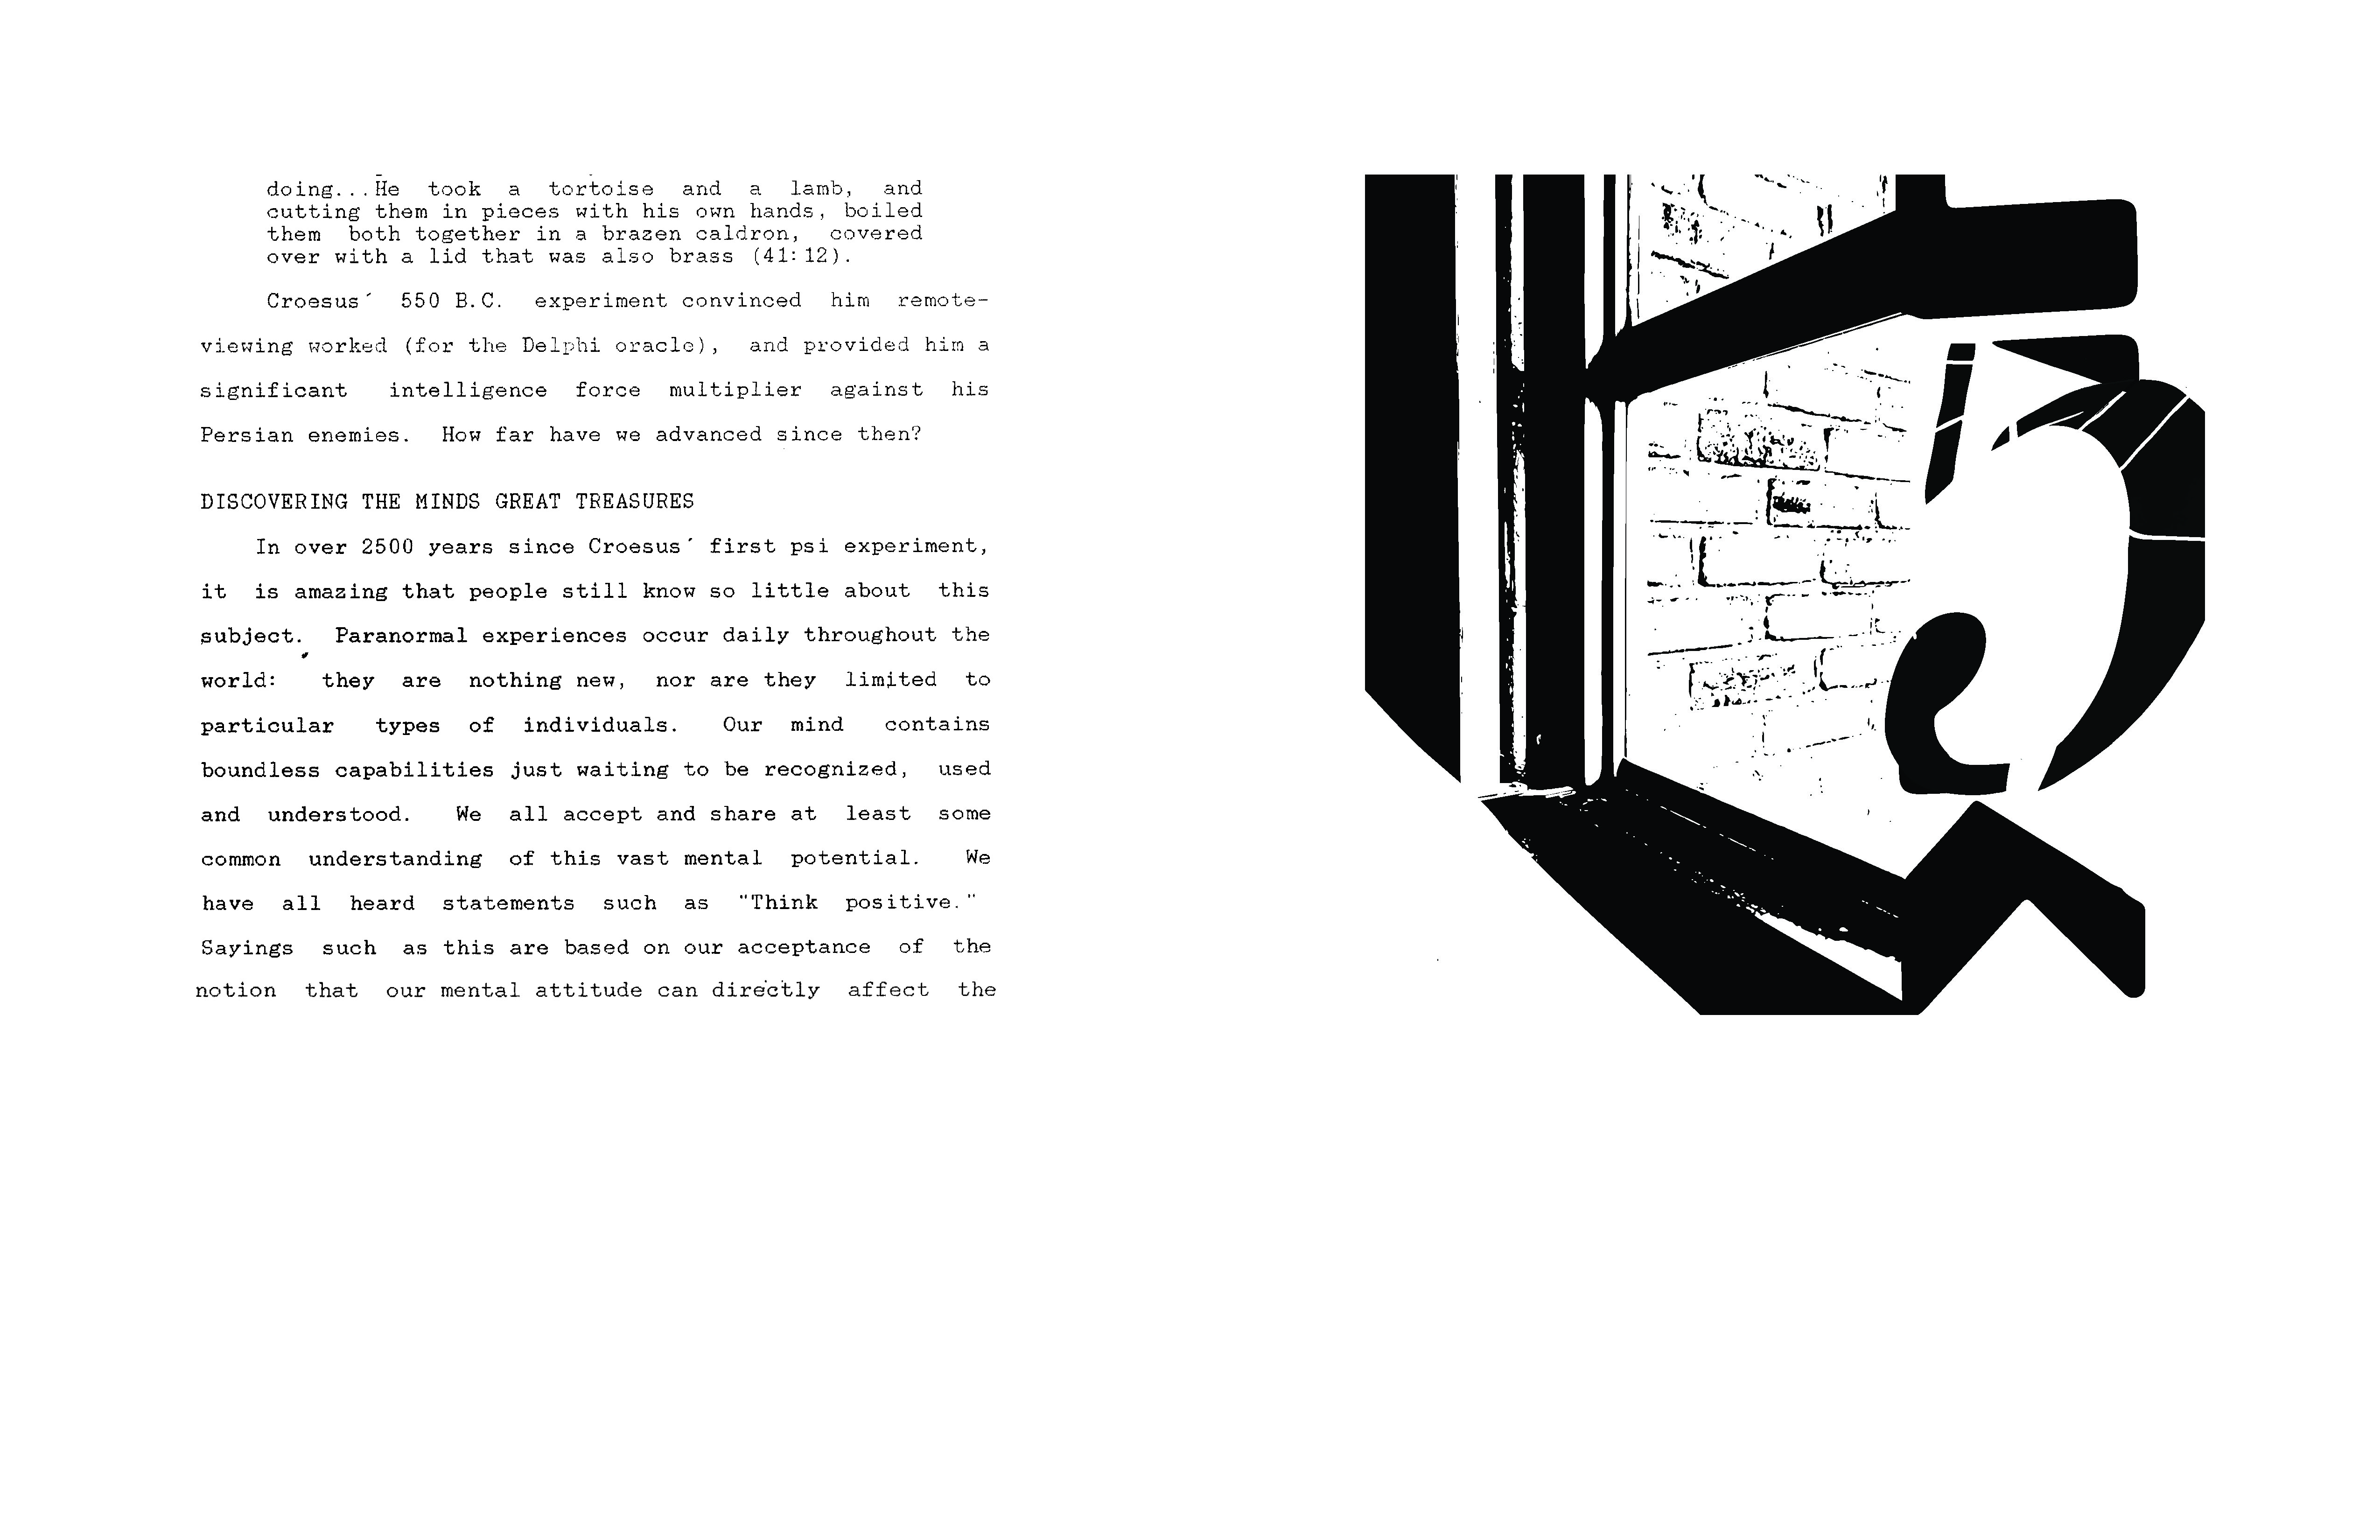 doing...He took a tortoise and a lamb, and
cutting them in pieces with his own hands, boiled
them both together in a brazen caldron, covered
over with a lid that was also brass (41:12).
Croesus´ 550 B.C. experiment convinced him remote-
viewing worked (for the Delphi oracle), and provided him a
significant intelligence force multiplier against his
Persian enemies. How far have we advanced since then?
DISCOVERING THE MINDS GREAT TREASURES
In over 2500 years since Croesus´ first psi experiment,
it is amazing that people still know so little about this
subject. Paranormal experiences occur daily throughout the
world: they are nothing new, nor are they limited to
particular types of individuals. Our mind contains
boundless capabilities just waiting to be recognized, used
and understood. We all accept and share at least some
common understanding of this vast mental potential. We
have all heard statements such as "Think positive."
Sayings such as this are based on our acceptance of the
notion that our mental attitude can directly affect the
5